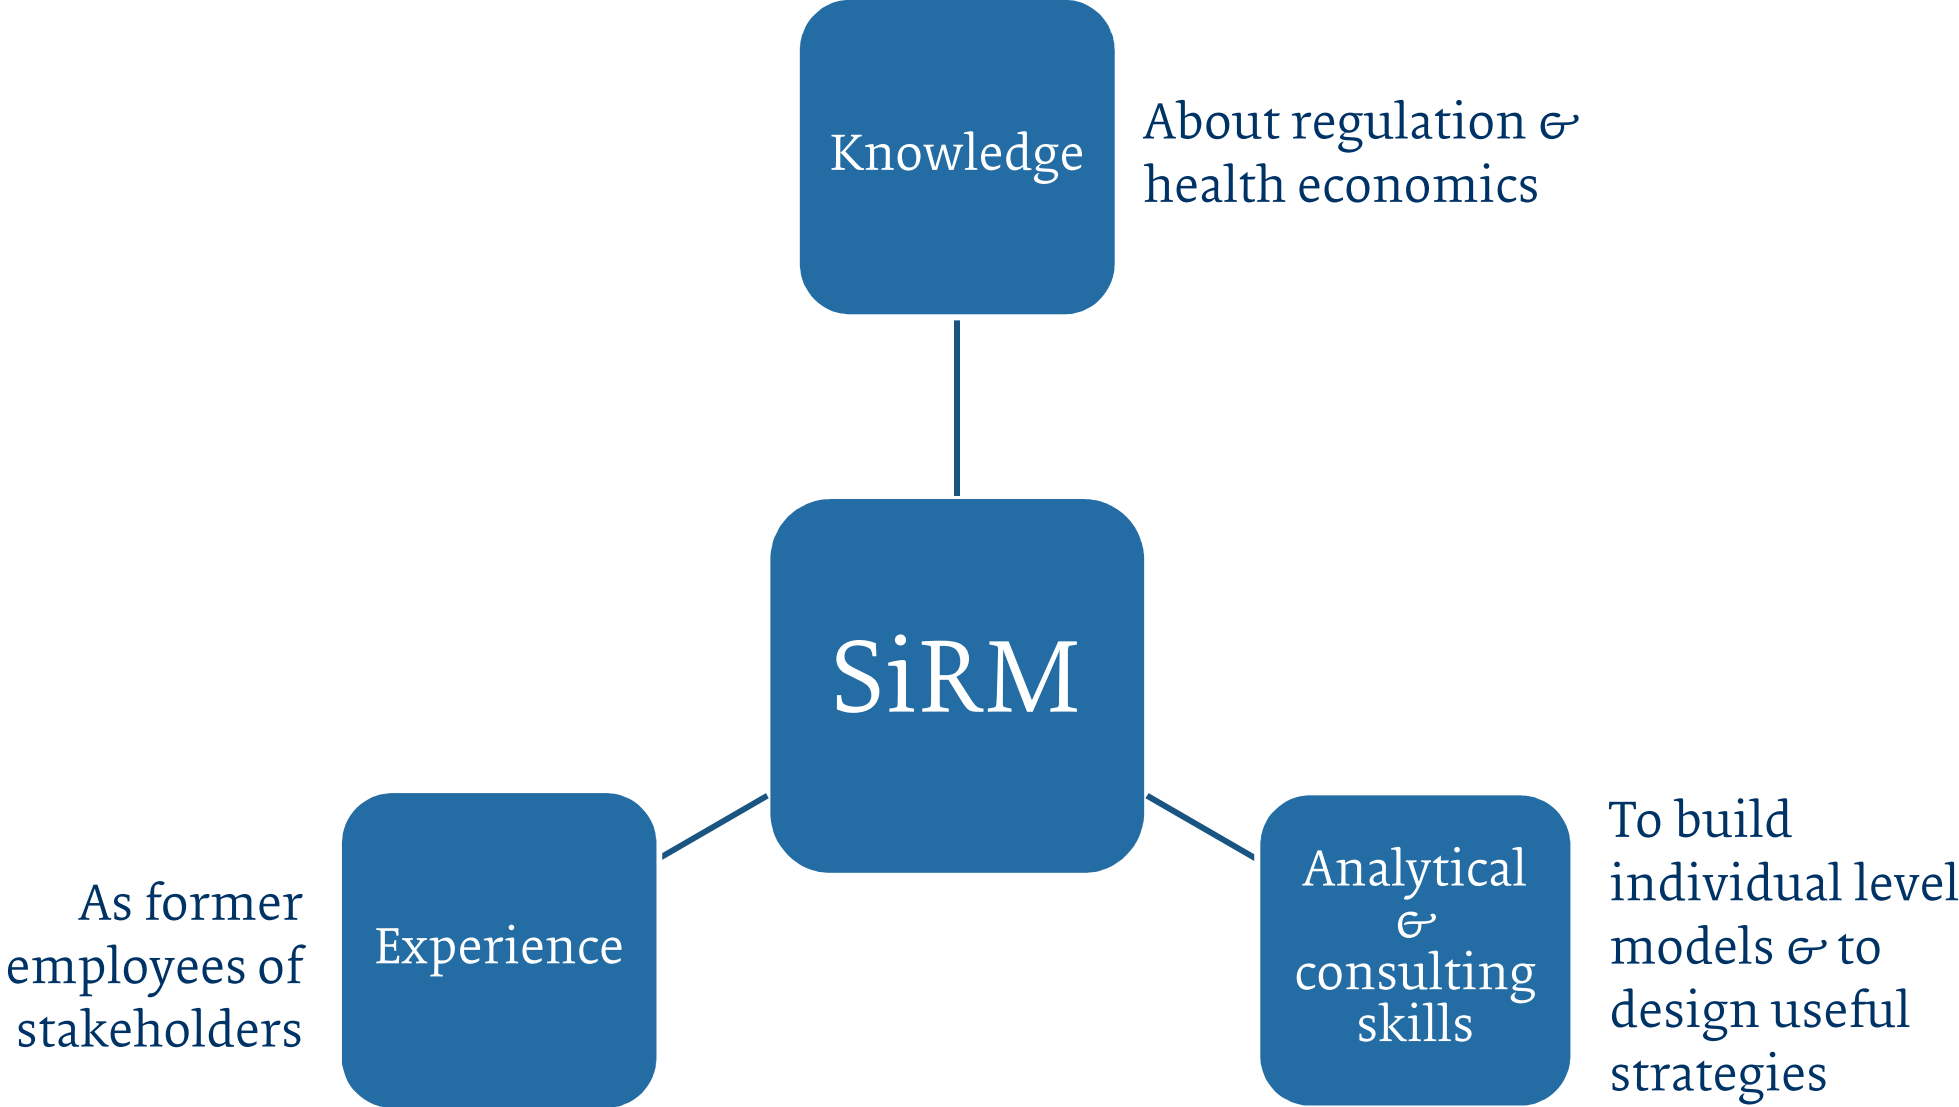 Knowledge
About regulation &
health economics
SiRM
Experience
As former
employees of
stakeholders
Analytical
&
consulting
skills
To build
individual level
models & to
design useful
strategies